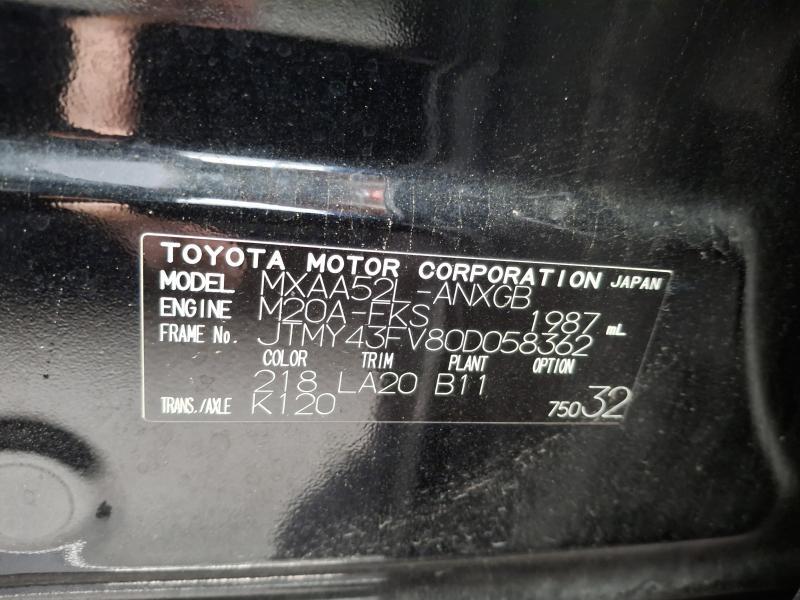 TOYOTA MOTOR CORPORATION JAPAN
MODEL MXAA52L-ANXGB
ENGINE M20A-FKS 1987 mL
FRAME No. JTMY43FV80D058362
COLOR TRIM PLANT OPTION
218 LA20 B11
TRANS./AXLE K120 75032